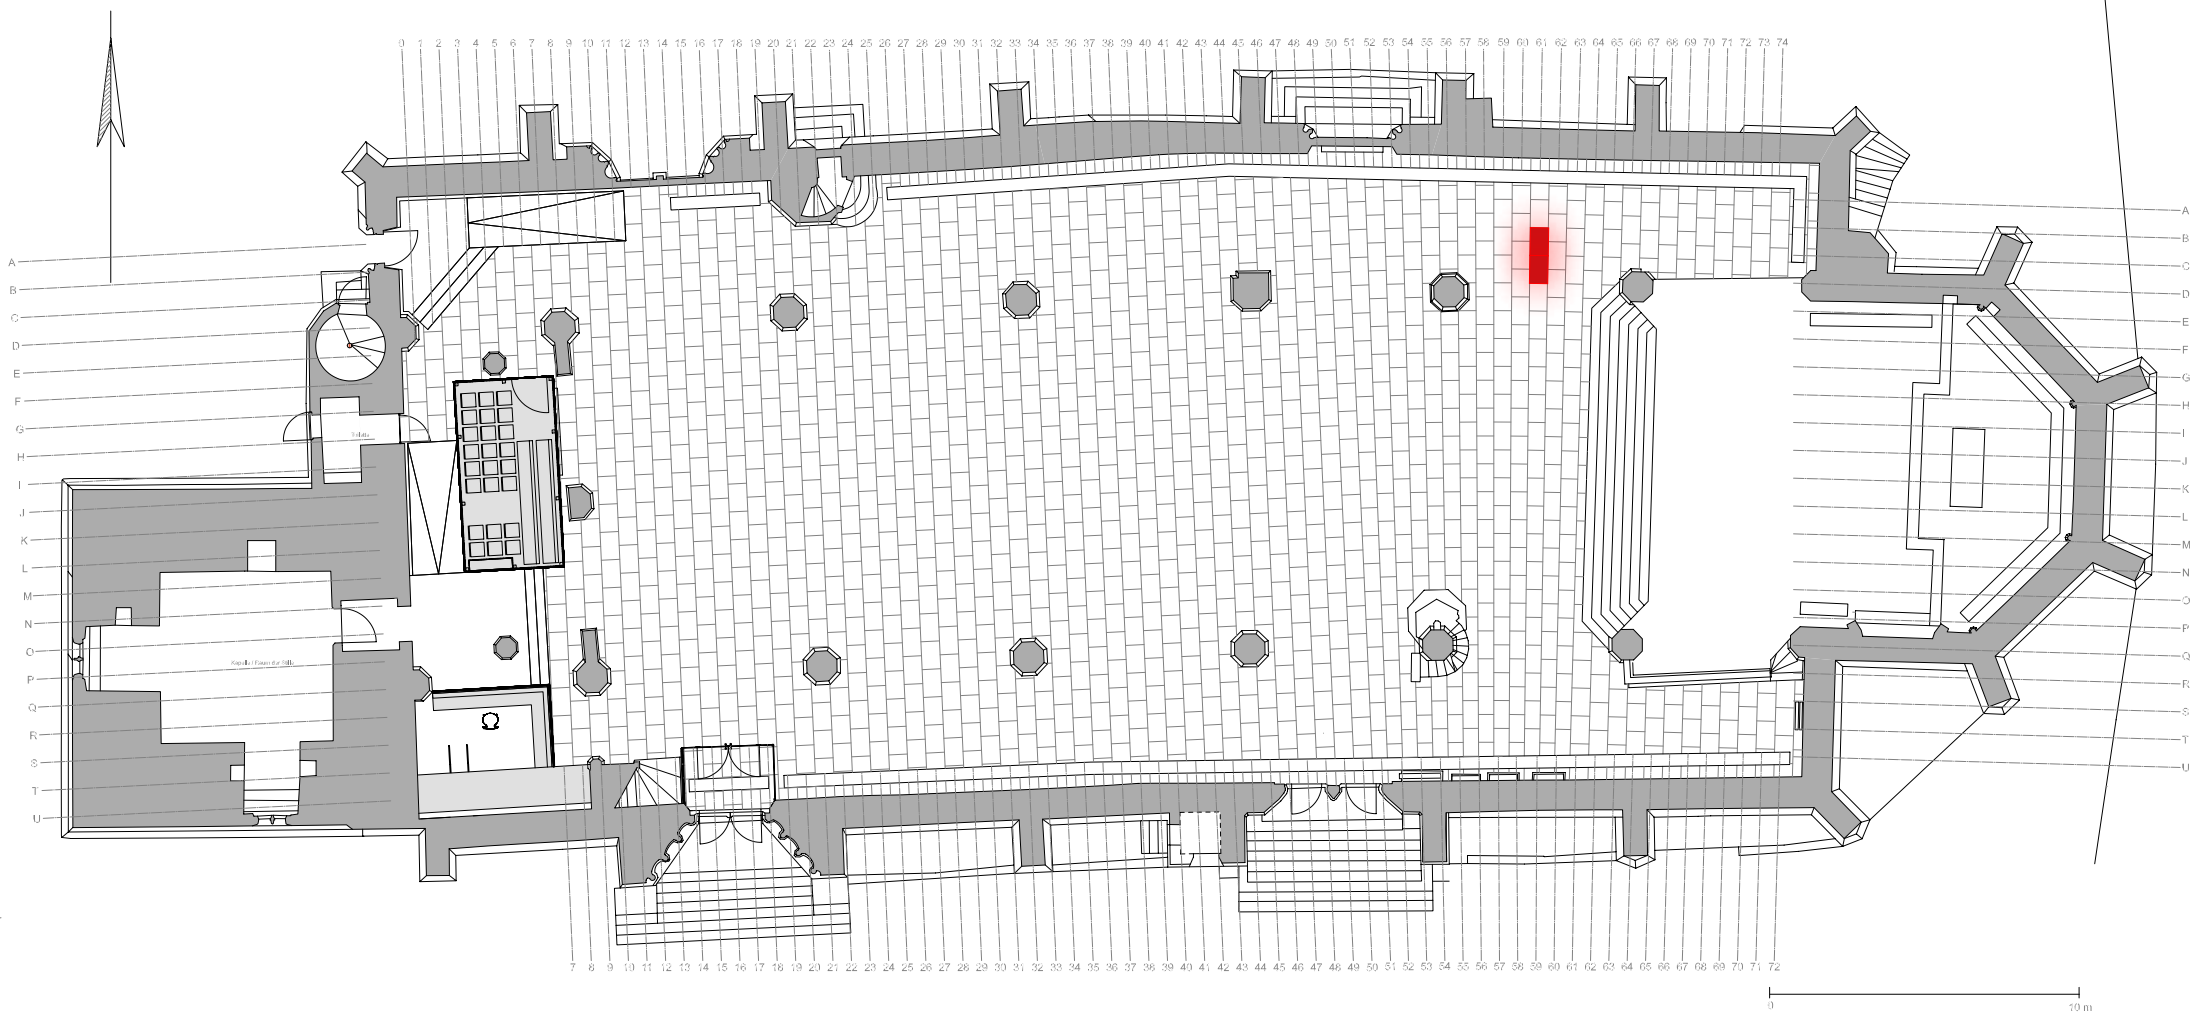 0 1 2 3 4 5 6 7 8 9 10 11 12 13 14 15 16 17 18 19 20 21 22 23 24 25 26 27 28 29 30 31 32 33 34 35 36 37 38 39 40 41 42 43 44 45 46 47 48 49 50 51 52 53 54 55 56 57 58 59 60 61 62 63 64 65 66 67 68 69 70 71 72 73 74
A
B
C
D
E
F
G
H
I
J
K
L
M
N
O
P
Q
R
S
T
U
A
B
C
D
E
F
G
H
I
J
K
L
M
N
O
P
Q
R
S
T
U
7 8 9 10 11 12 13 14 15 16 17 18 19 20 21 22 23 24 25 26 27 28 29 30 31 32 33 34 35 36 37 38 39 40 41 42 43 44 45 46 47 48 49 50 51 52 53 54 55 56 57 58 59 60 61 62 63 64 65 66 67 68 69 70 71 72
0 10 m